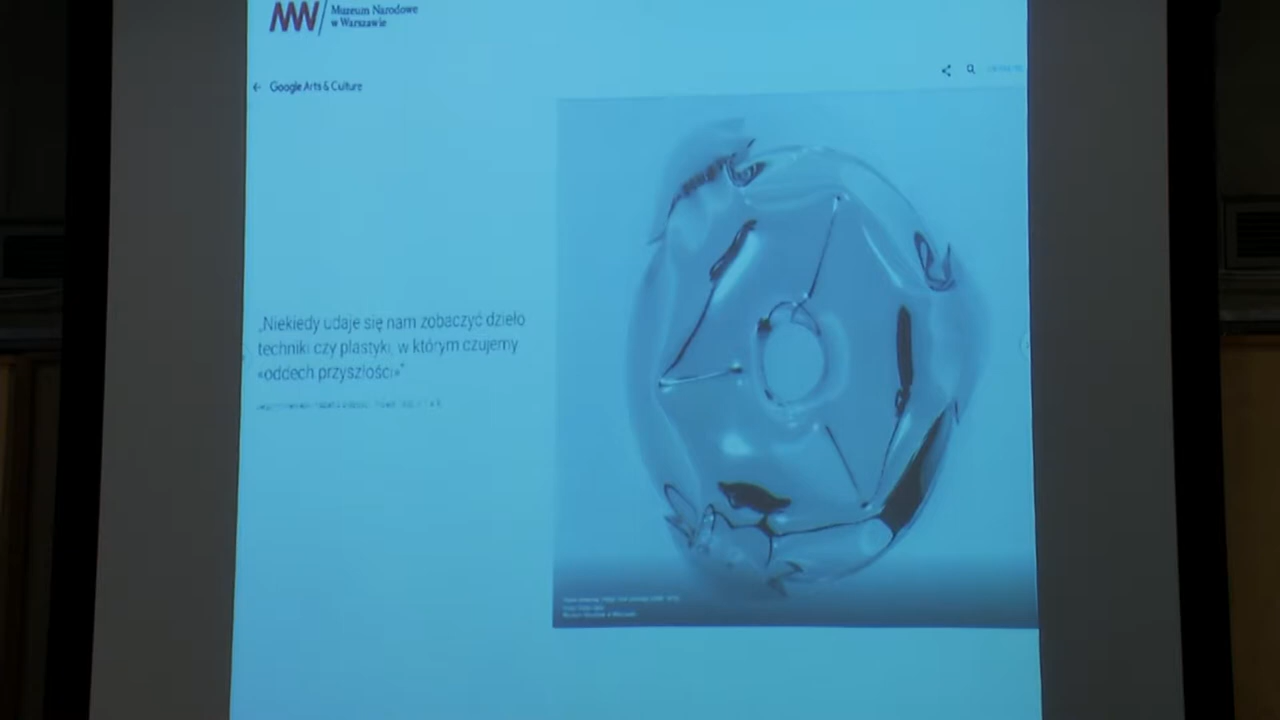 MNW
Muzeum Narodowe
w Warszawie
Google Arts & Culture
„Niekiedy udaje się nam zobaczyć dzieło
techniki czy plastyki, w którym czujemy
«oddech przyszłości»”